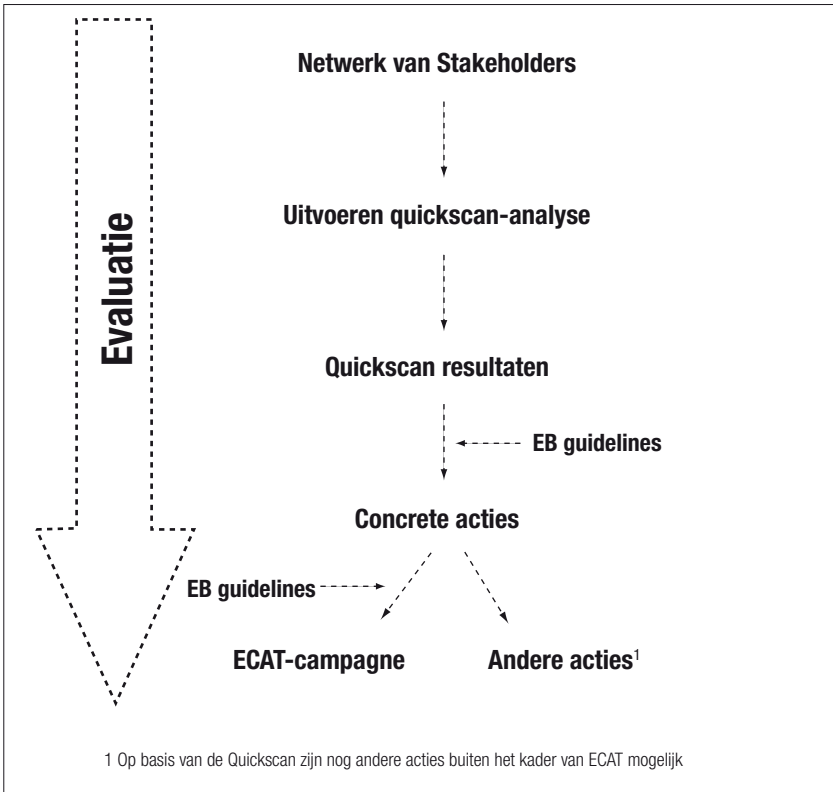 Netwerk van Stakeholders
Evaluatie
Uitvoeren quickscan-analyse
Quickscan resultaten
EB guidelines
Concrete acties
EB guidelines
ECAT-campagne
Andere acties¹
1 Op basis van de Quickscan zijn nog andere acties buiten het kader van ECAT mogelijk